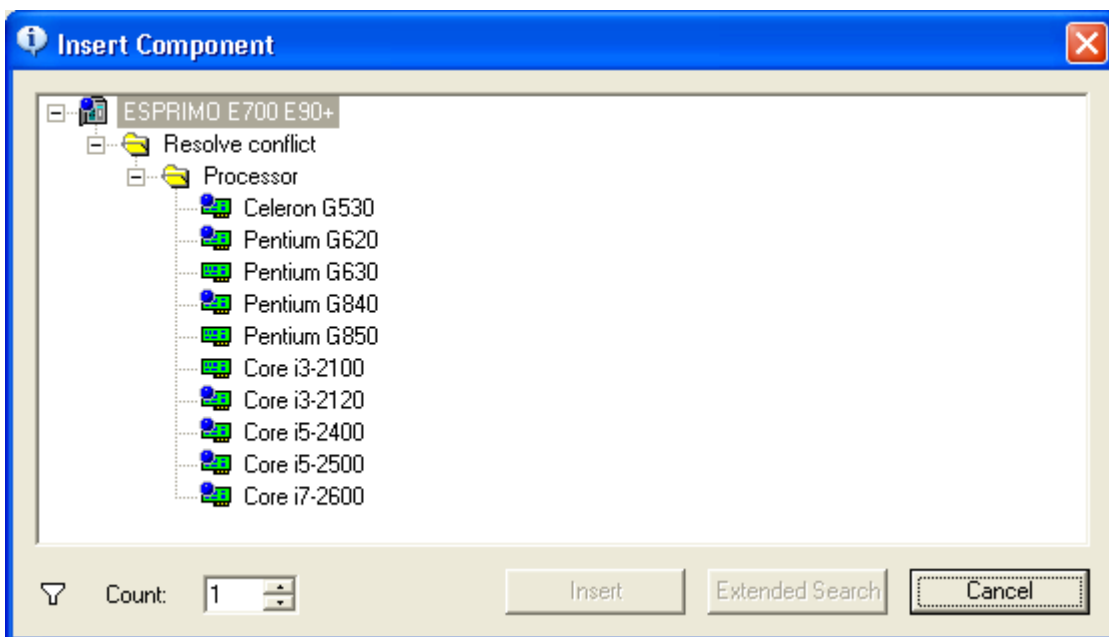 Insert Component
ESPRIMO E700 E90+
Resolve conflict
Processor
Celeron G530
Pentium G620
Pentium G630
Pentium G840
Pentium G850
Core i3-2100
Core i3-2120
Core i5-2400
Core i5-2500
Core i7-2600
Count: 1 Insert Extended Search Cancel